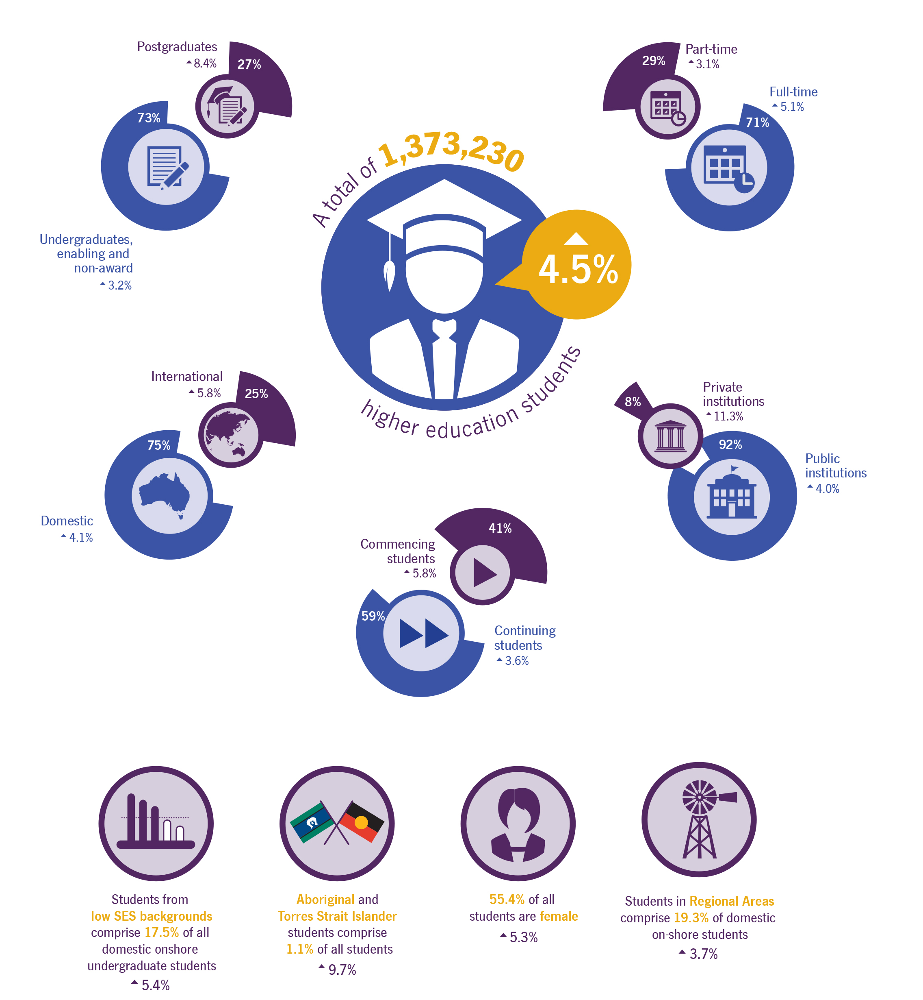 Postgraduates
8.4%
27%
73%
Undergraduates,
enabling and
non-award
3.2%
Part-time
3.1%
29%
Full-time
5.1%
71%
A total of 1,373,230
4.5%
higher education students
International
5.8%
25%
75%
Domestic
4.1%
Private
institutions
11.3%
8%
92%
Public
institutions
4.0%
41%
Commencing
students
5.8%
59%
Continuing
students
3.6%
Students from
low SES backgrounds
comprise 17.5% of all
domestic onshore
undergraduate students
5.4%
Aboriginal and
Torres Strait Islander
students comprise
1.1% of all students
9.7%
55.4% of all
students are female
5.3%
Students in Regional Areas
comprise 19.3% of domestic
on-shore students
3.7%